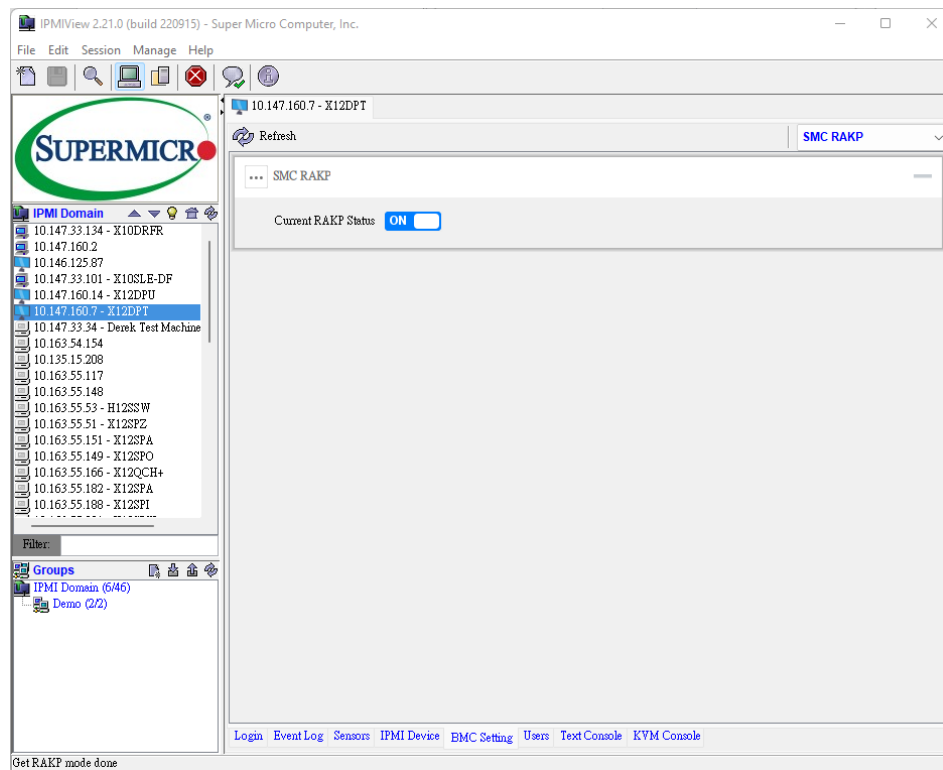 IPMIView 2.21.0 (build 220915) - Super Micro Computer, Inc.
File Edit Session Manage Help
SUPERMICRO
®
IPMI Domain
10.147.33.134 - X10DRFR
10.147.160.2
10.146.125.87
10.147.33.101 - X10SLE-DF
10.147.160.14 - X12DPU
10.147.160.7 - X12DPT
10.147.33.34 - Derek Test Machine
10.163.54.154
10.135.15.208
10.163.55.117
10.163.55.148
10.163.55.53 - H12SSW
10.163.55.51 - X12SPZ
10.163.55.151 - X12SPA
10.163.55.149 - X12SPO
10.163.55.166 - X12QCH+
10.163.55.182 - X12SPA
10.163.55.188 - X12SPI
Filter:
Groups
IPMI Domain (6/46)
Demo (2/2)
10.147.160.7 - X12DPT
Refresh
SMC RAKP
... SMC RAKP
Current RAKP Status ON
Login Event Log Sensors IPMI Device BMC Setting Users Text Console KVM Console
Get RAKP mode done